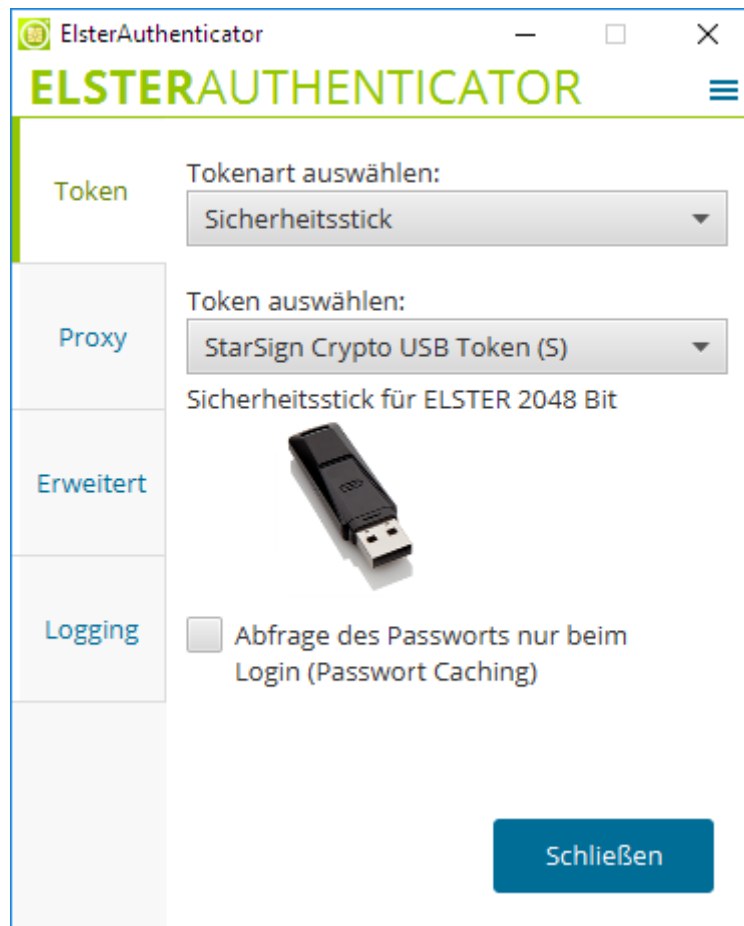 ElsterAuthenticator
ELSTERAUTHENTICATOR
Token
Tokenart auswählen:
Sicherheitsstick
Proxy
Token auswählen:
StarSign Crypto USB Token (S)
Sicherheitsstick für ELSTER 2048 Bit
Erweitert
Logging
Abfrage des Passworts nur beim
Login (Passwort Caching)
Schließen